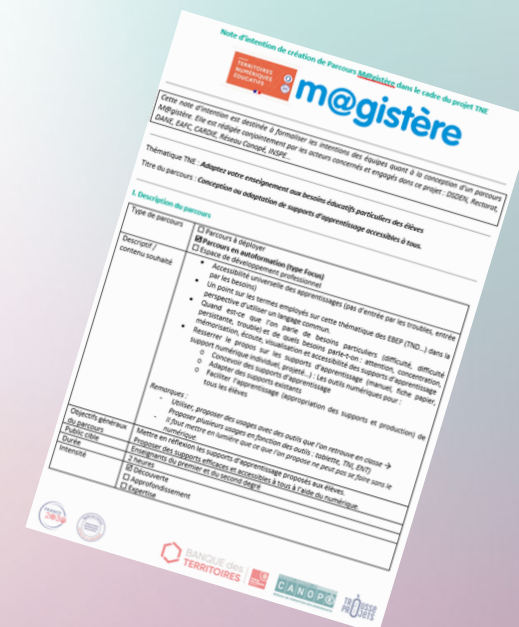 Note d'intention de création de Parcours M@gistère dans le cadre du projet TNE
TERRITOIRES
NUMÉRIQUES
ÉDUCATIFS
m@gistère
Cette note d'intention est destinée à formaliser les intentions des équipes quant à la conception d'un parcours
M@gistère. Elle est rédigée conjointement par les acteurs concernés et engagés dans ce projet : DSDEN, Rectorat,
DANE, EAFC, CARDIE, Réseau Canopé, INSPE...
Thématique TNE : Adaptez votre enseignement aux besoins éducatifs particuliers des élèves
Titre du parcours : Conception ou adaptation de supports d'apprentissage accessibles à tous.
I. Description du parcours
Type de parcours
☐ Parcours à déployer
☒ Parcours en autoformation (type Focus)
☐ Espace de développement professionnel
Descriptif /
contenu souhaité
• Accessibilité universelle des apprentissages (pas d'entrée par les troubles, entrée
par les besoins)
• Un point sur les termes employés sur cette thématique des EBEP (TND...) dans la
perspective d'utiliser un langage commun.
• Quand est-ce que l'on parle de besoins particuliers (difficulté, difficulté
persistante, trouble) et de quels besoins parle-t-on : attention, concentration,
mémorisation, écoute, visualisation et accessibilité des supports d'apprentissage
• Resserrer le propos sur les supports d'apprentissage (manuel, fiche papier,
support numérique individuel, projeté...) : Les outils numériques pour :
o Concevoir des supports d'apprentissage
o Adapter des supports existants
o Faciliter l'apprentissage (appropriation des supports et production) de
tous les élèves
Remarques :
- Utiliser, proposer des usages avec des outils que l'on retrouve en classe →
- Proposer plusieurs usages en fonction des outils : tablette, TNI, ENT)
- Il faut mettre en lumière que ce que l'on propose ne peut pas se faire sans le
numérique.
Objectifs généraux
du parcours
Mettre en réflexion les supports d'apprentissage proposés aux élèves.
Proposer des supports efficaces et accessibles à tous à l'aide du numérique.
Public cible
Enseignants du premier et du second degré
Durée
2 heures
Intensité
☒ Découverte
☐ Approfondissement
☐ Expertise
FRANCE
2030
BANQUE des
TERRITOIRES
CANOPÉ
TROUSSE
PROJETS